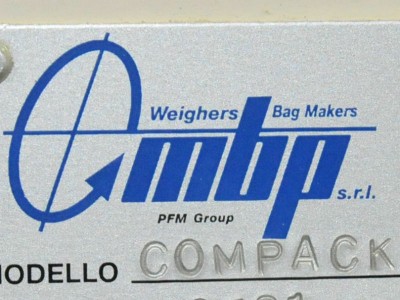 Weighers Bag Makers
mbp s.r.l.
PFM Group
MODELLO COMPACK